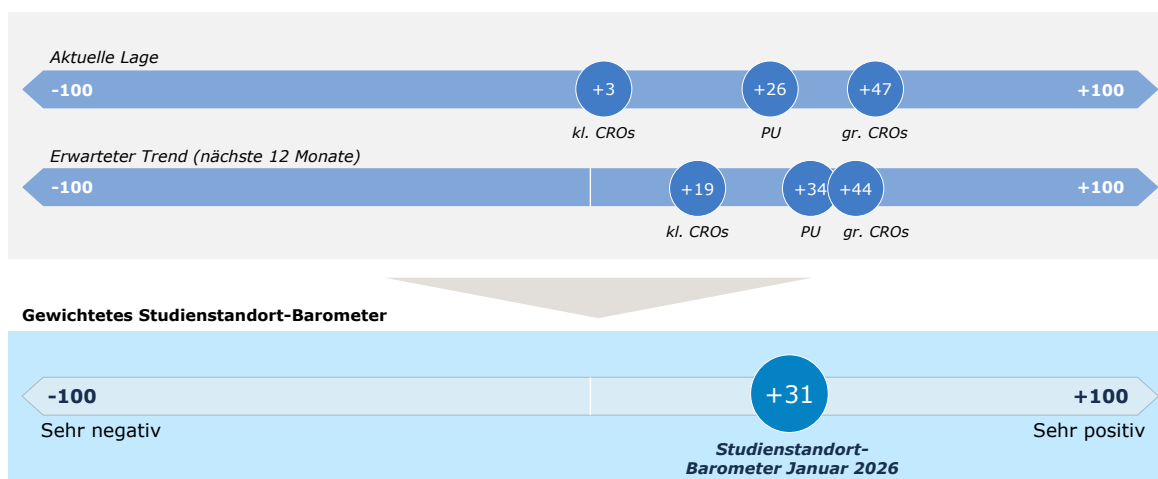 Aktuelle Lage
-100 +3 +26 +47 +100
kl. CROs PU gr. CROs
Erwarteter Trend (nächste 12 Monate)
-100 +19 +34 +44 +100
kl. CROs PU gr. CROs
Gewichtetes Studienstandort-Barometer
-100 +31 +100
Sehr negativ Sehr positiv
Studienstandort-
Barometer Januar 2026